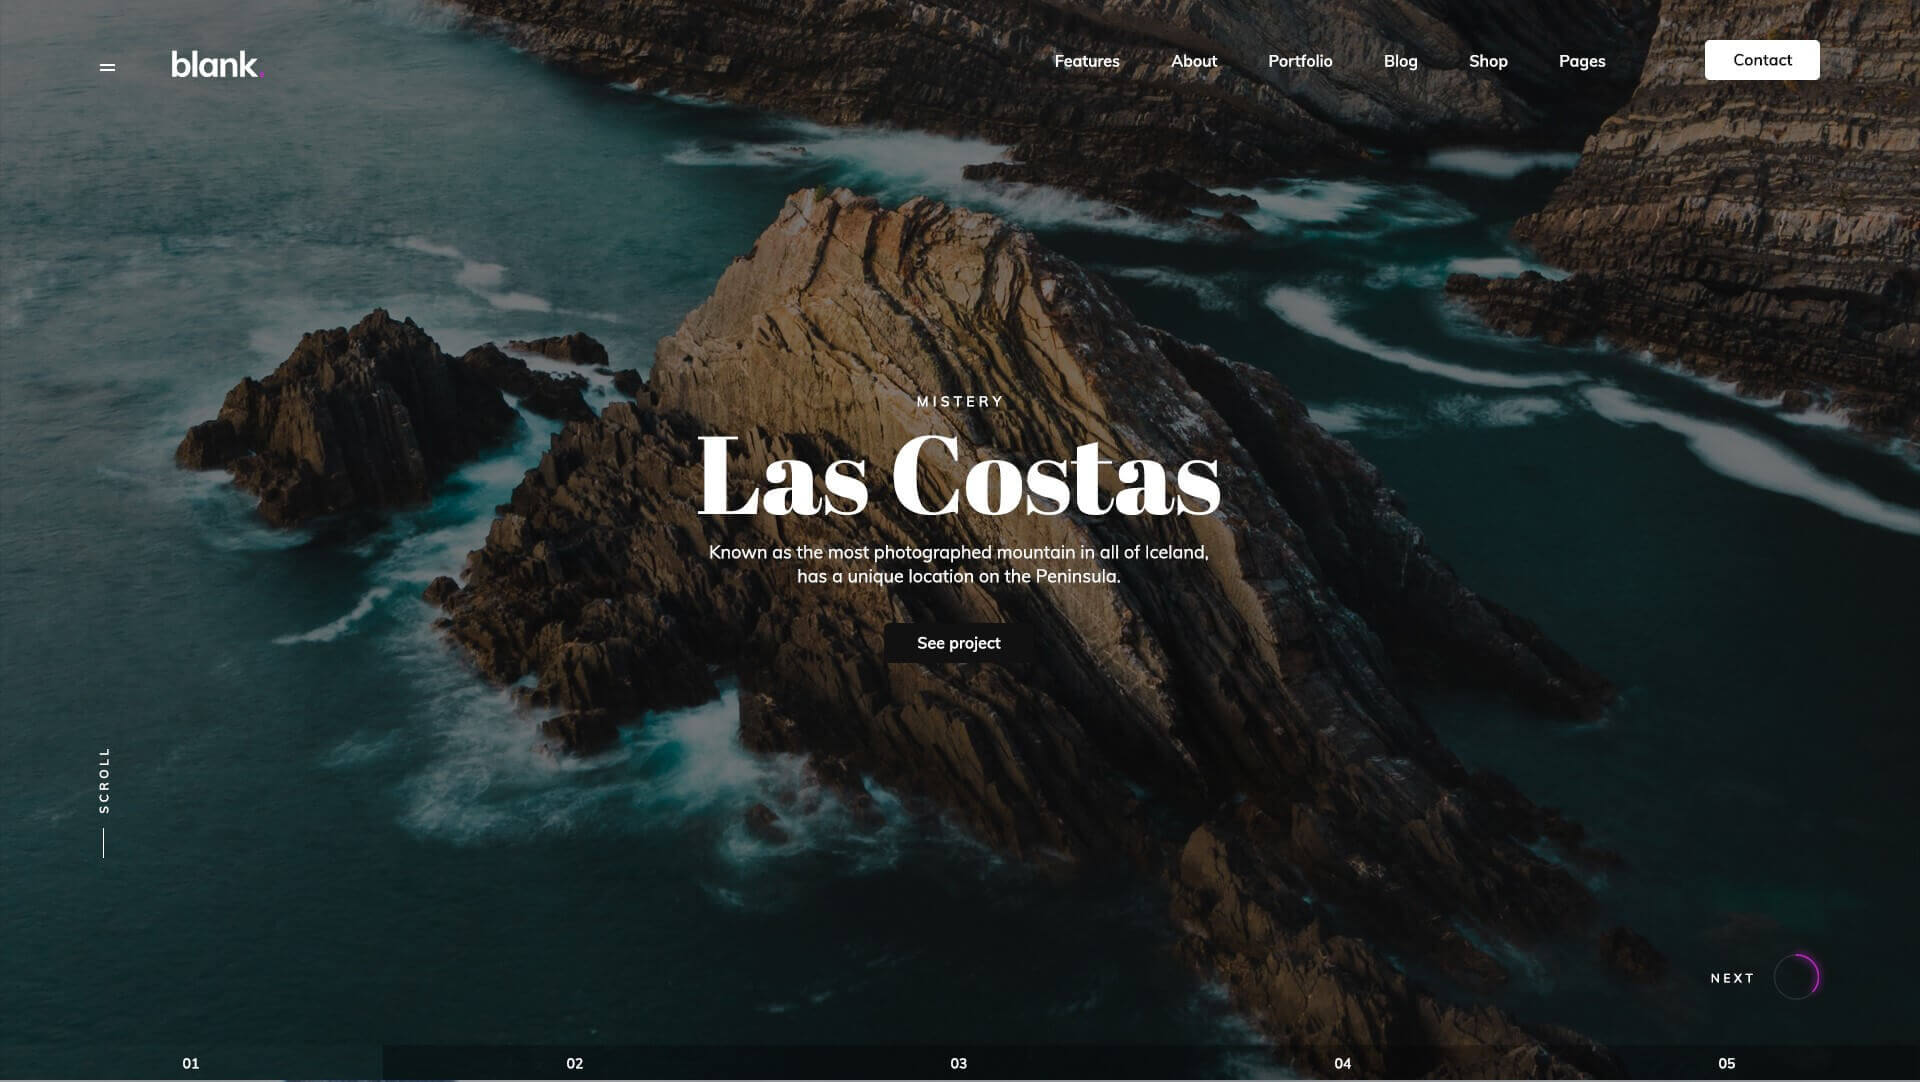 blank.
Features About Portfolio Blog Shop Pages Contact
MISTERY
Las Costas
Known as the most photographed mountain in all of Iceland,
has a unique location on the Peninsula.
See project
SCROLL
NEXT
01 02 03 04 05